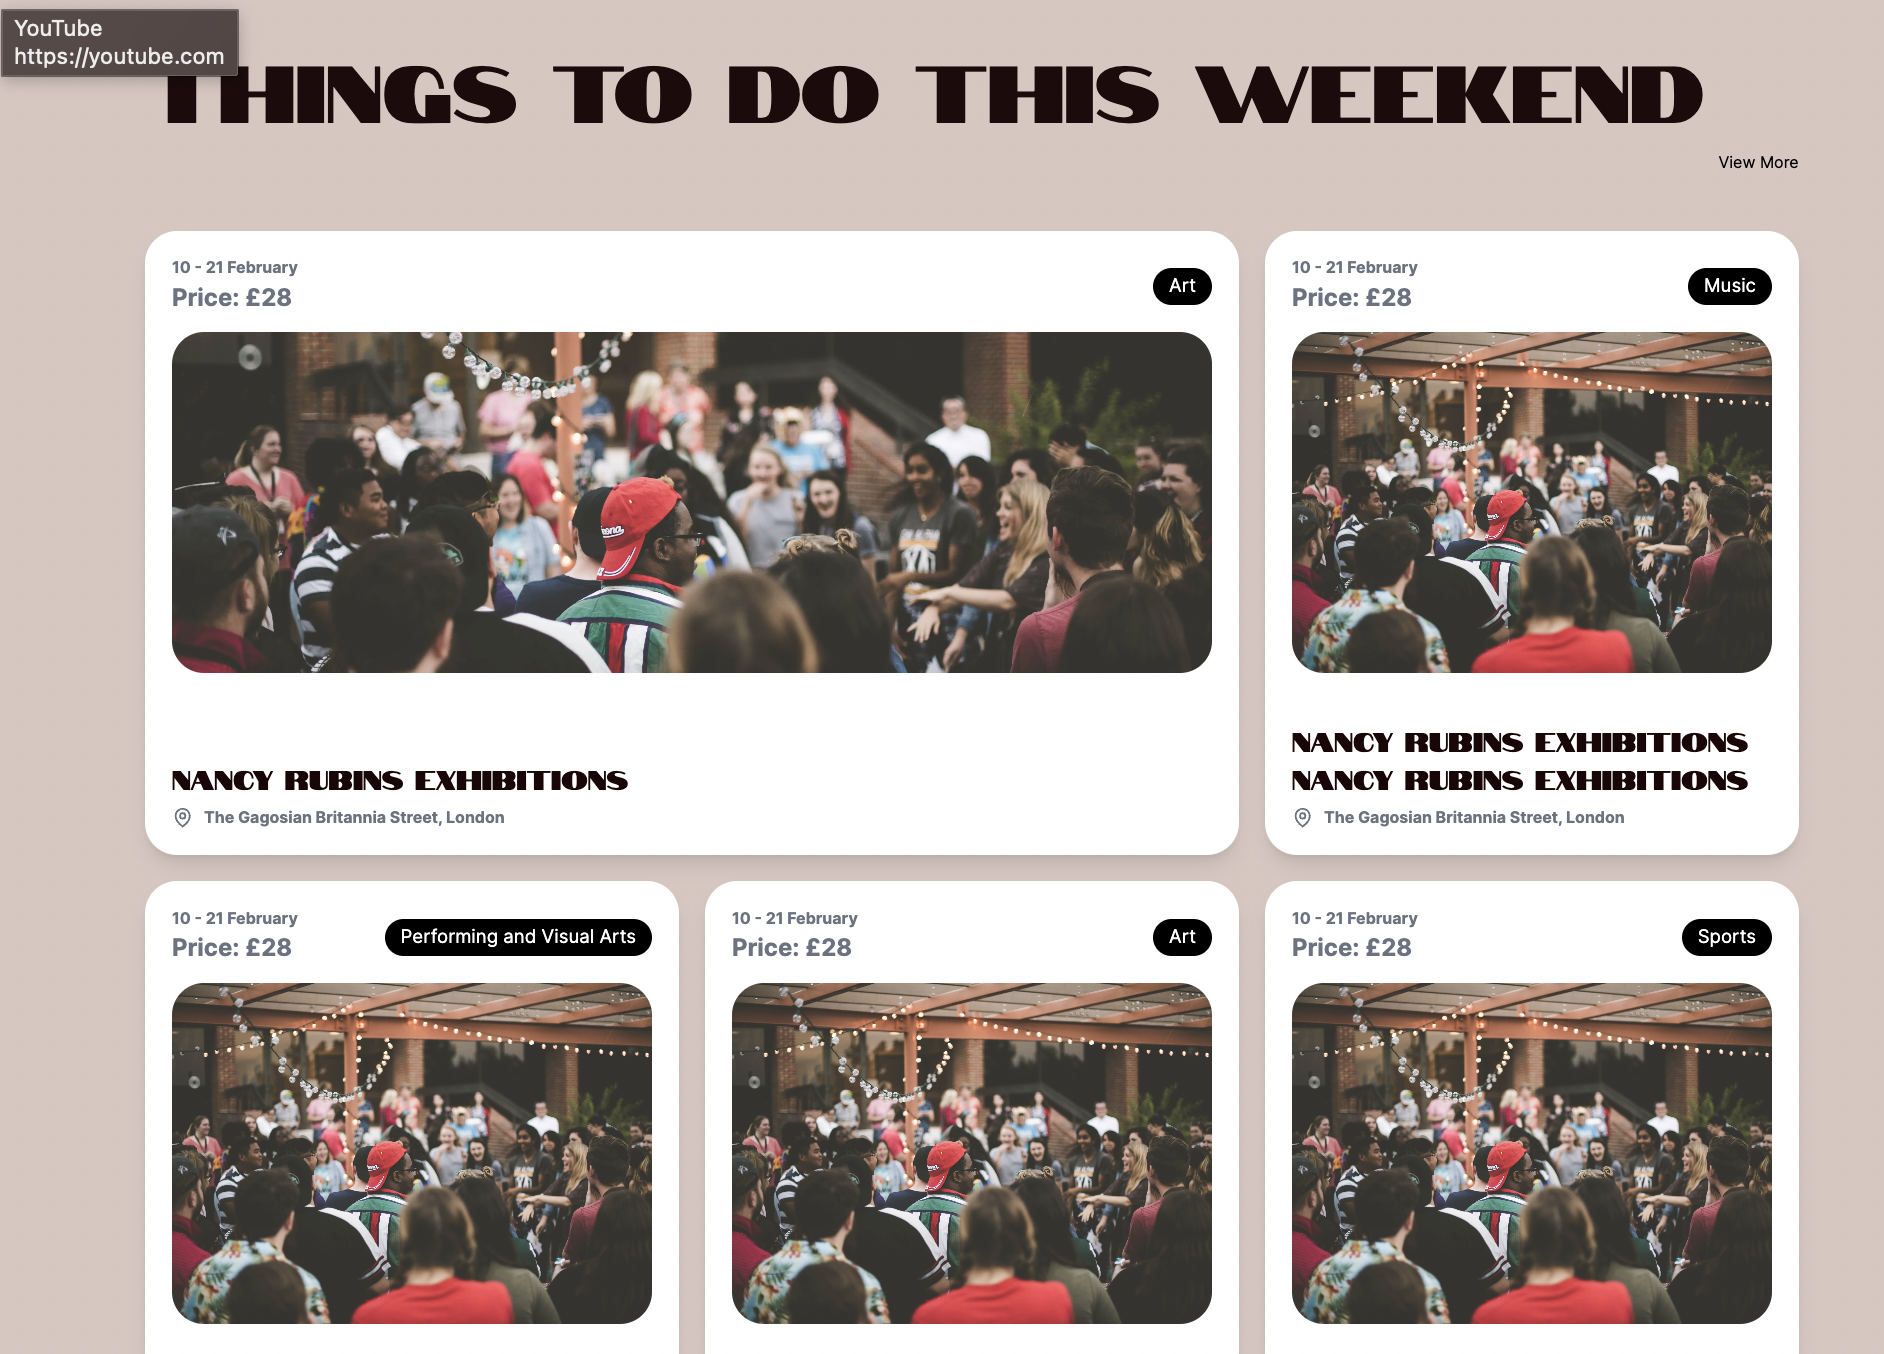 YouTube
https://youtube.com
THINGS TO DO THIS WEEKEND
View More
10 - 21 February
Price: £28
Art
NANCY RUBINS EXHIBITIONS
The Gagosian Britannia Street, London
10 - 21 February
Price: £28
Music
NANCY RUBINS EXHIBITIONS
NANCY RUBINS EXHIBITIONS
The Gagosian Britannia Street, London
10 - 21 February
Price: £28
Performing and Visual Arts
10 - 21 February
Price: £28
Art
10 - 21 February
Price: £28
Sports